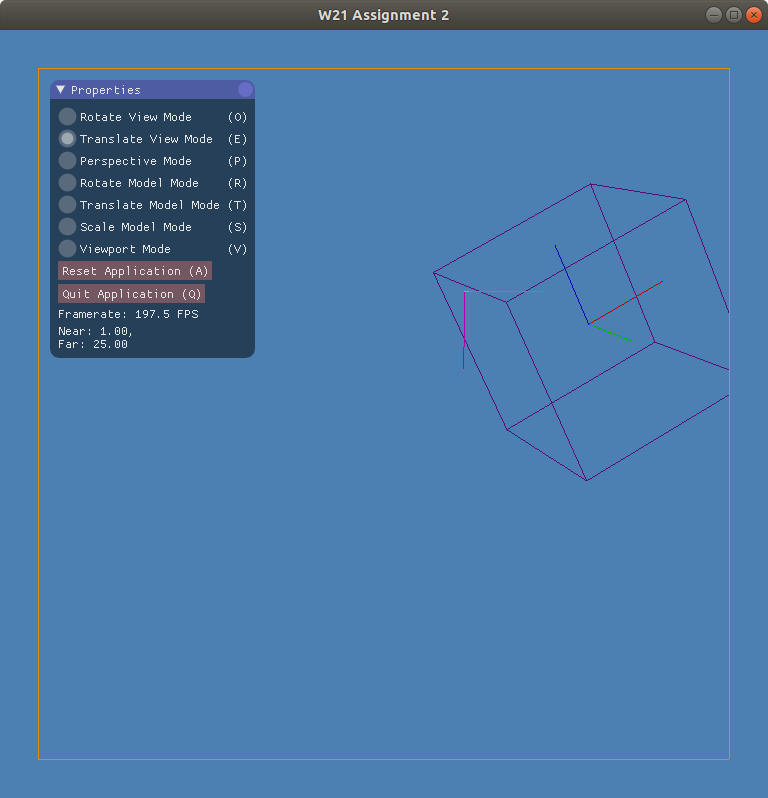 W21 Assignment 2
Properties
Rotate View Mode (O)
Translate View Mode (E)
Perspective Mode (P)
Rotate Model Mode (R)
Translate Model Mode (T)
Scale Model Mode (S)
Viewport Mode (V)
Reset Application (A)
Quit Application (Q)
Framerate: 197.5 FPS
Near: 1.00,
Far: 25.00